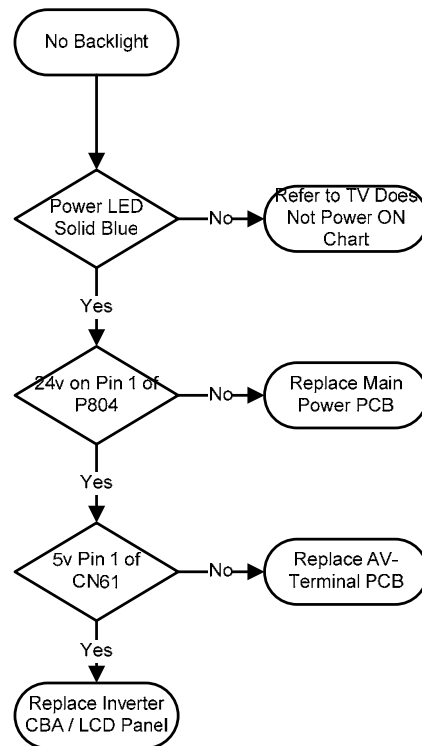 No Backlight
Power LED
Solid Blue
No
Refer to TV Does
Not Power ON
Chart
Yes
24v on Pin 1 of
P804
No
Replace Main
Power PCB
Yes
5v Pin 1 of
CN61
No
Replace AV-
Terminal PCB
Yes
Replace Inverter
CBA / LCD Panel